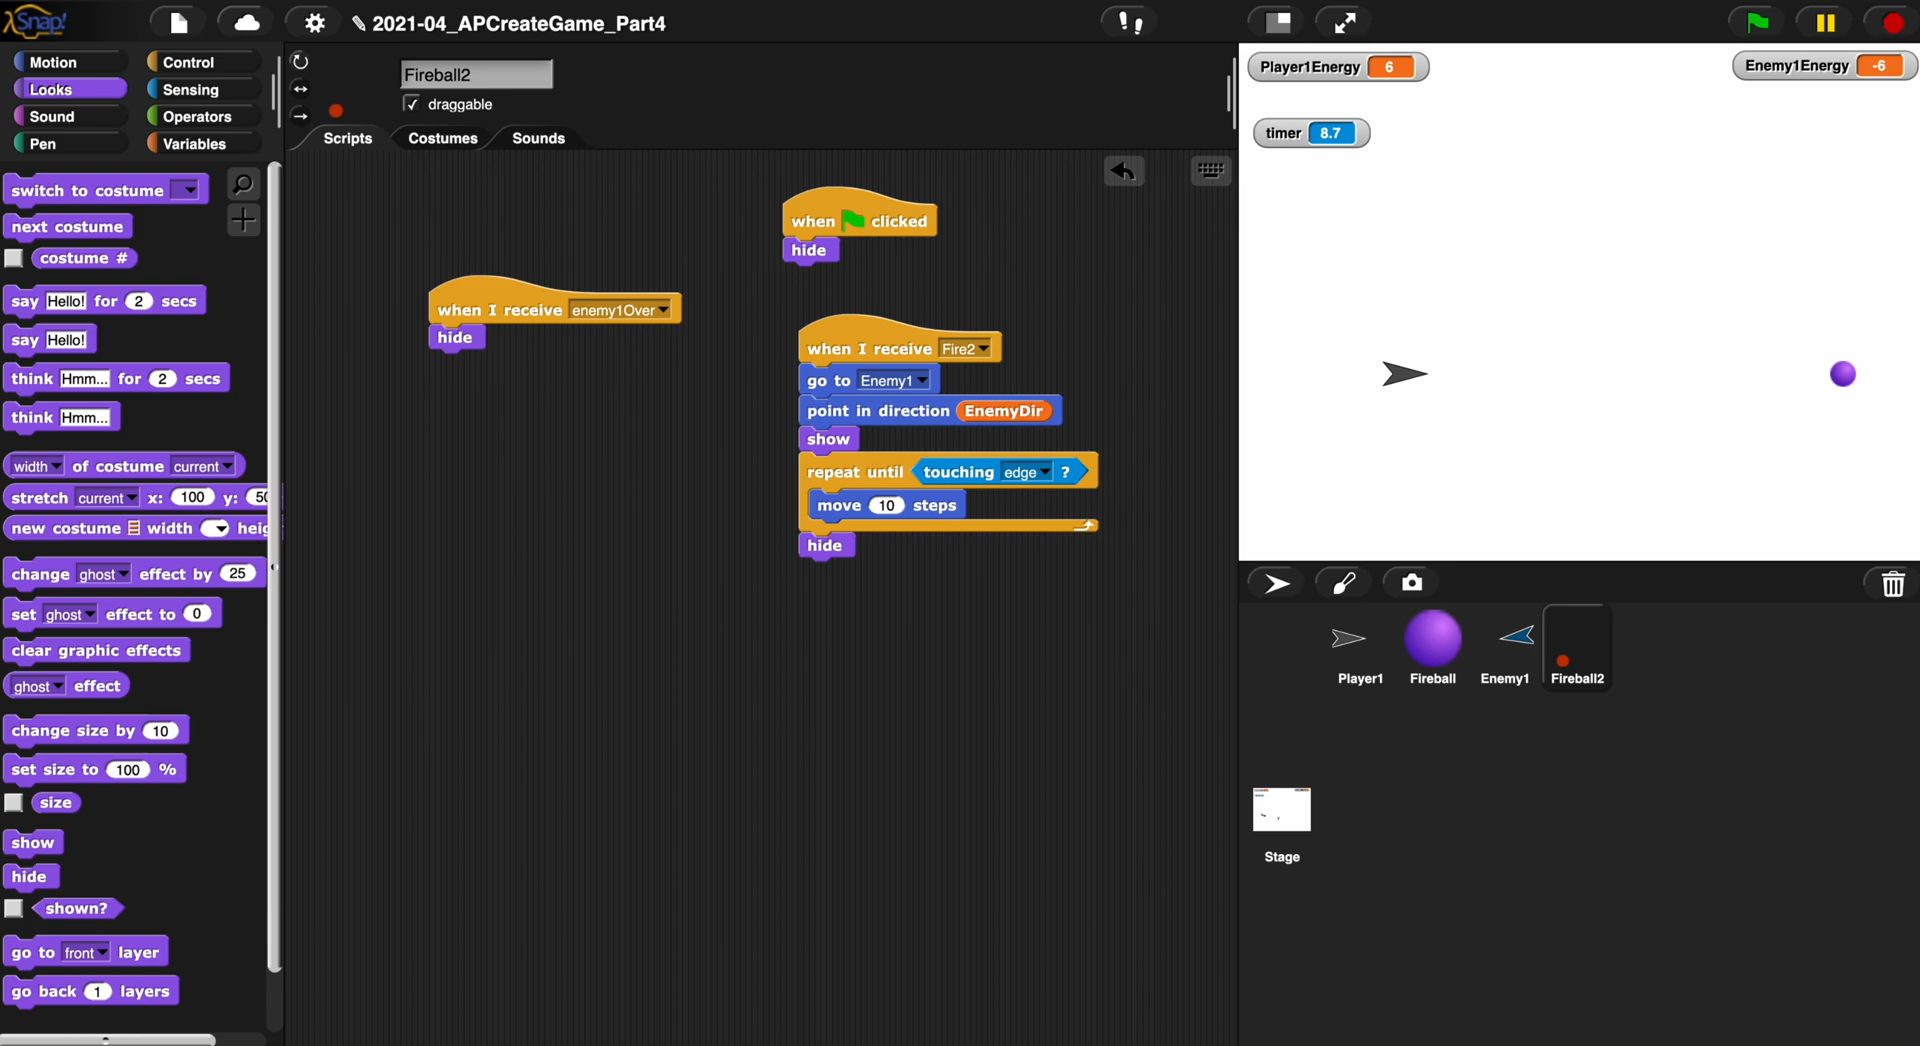 Snap!
2021-04_APCreateGame_Part4
Motion
Control
Looks
Sensing
Sound
Operators
Pen
Variables
switch to costume
next costume
costume #
say Hello! for 2 secs
say Hello!
think Hmm... for 2 secs
think Hmm...
width of costume current
stretch current x: 100 y: 50
new costume width heig
change ghost effect by 25
set ghost effect to 0
clear graphic effects
ghost effect
change size by 10
set size to 100 %
size
show
hide
shown?
go to front layer
go back 1 layers
Fireball2
draggable
Scripts
Costumes
Sounds
when clicked
hide
when I receive enemy1Over
hide
when I receive Fire2
go to Enemy1
point in direction EnemyDir
show
repeat until touching edge ?
move 10 steps
hide
Player1Energy 6
Enemy1Energy -6
timer 8.7
Player1
Fireball
Enemy1
Fireball2
Stage